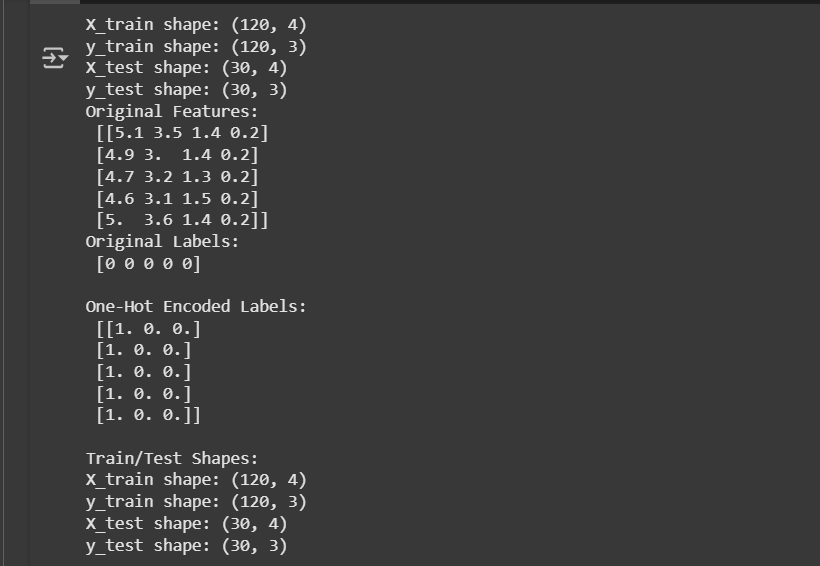 X_train shape: (120, 4)
y_train shape: (120, 3)
X_test shape: (30, 4)
y_test shape: (30, 3)
Original Features:
 [[5.1 3.5 1.4 0.2]
 [4.9 3.  1.4 0.2]
 [4.7 3.2 1.3 0.2]
 [4.6 3.1 1.5 0.2]
 [5.  3.6 1.4 0.2]]
Original Labels:
 [0 0 0 0 0]

One-Hot Encoded Labels:
 [[1. 0. 0.]
 [1. 0. 0.]
 [1. 0. 0.]
 [1. 0. 0.]
 [1. 0. 0.]]

Train/Test Shapes:
X_train shape: (120, 4)
y_train shape: (120, 3)
X_test shape: (30, 4)
y_test shape: (30, 3)